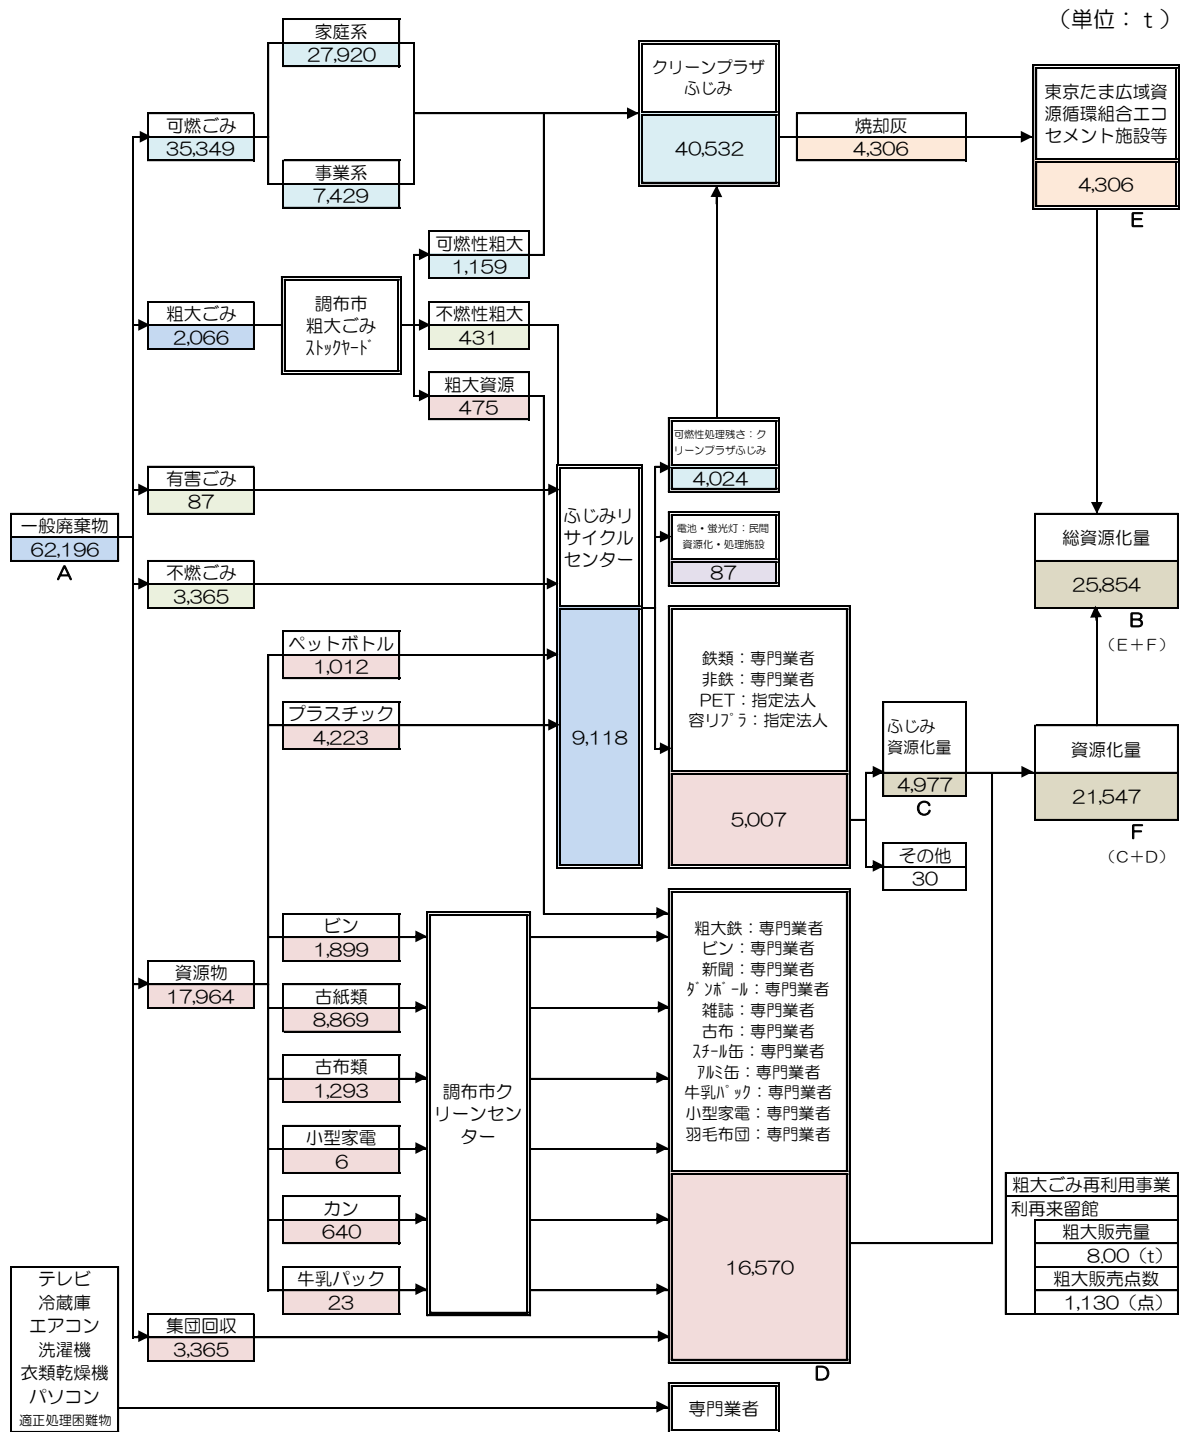 (単位：ｔ)
家庭系
27,920
クリーンプラザ
ふじみ
40,532
東京たま広域資
源循環組合エコ
セメント施設等
4,306
E
可燃ごみ
35,349
焼却灰
4,306
事業系
7,429
可燃性粗大
1,159
粗大ごみ
2,066
調布市
粗大ごみ
ｽﾄｯｸﾔｰﾄﾞ
不燃性粗大
431
粗大資源
475
可燃性処理残さ：ク
リーンプラザふじみ
4,024
有害ごみ
87
ふじみリ
サイクル
センター
9,118
電池・蛍光灯：民間
資源化・処理施設
87
一般廃棄物
62,196
A
総資源化量
25,854
B
(E＋F)
不燃ごみ
3,365
ペットボトル
1,012
プラスチック
4,223
鉄類：専門業者
非鉄：専門業者
PET：指定法人
容リプラ：指定法人
5,007
ふじみ
資源化量
4,977
C
資源化量
21,547
F
(C＋D)
その他
30
資源物
17,964
ビン
1,899
古紙類
8,869
古布類
1,293
小型家電
6
カン
640
牛乳パック
23
調布市ク
リーンセン
ター
粗大鉄：専門業者
ビン：専門業者
新聞：専門業者
ﾀﾞﾝﾎﾞｰﾙ：専門業者
雑誌：専門業者
古布：専門業者
ｽﾁｰﾙ缶：専門業者
ｱﾙﾐ缶：専門業者
牛乳ﾊﾟｯｸ：専門業者
小型家電：専門業者
羽毛布団：専門業者
16,570
D
粗大ごみ再利用事業
利再来留館
粗大販売量
8.00（t）
粗大販売点数
1,130（点）
集団回収
3,365
テレビ
冷蔵庫
エアコン
洗濯機
衣類乾燥機
パソコン
適正処理困難物
専門業者